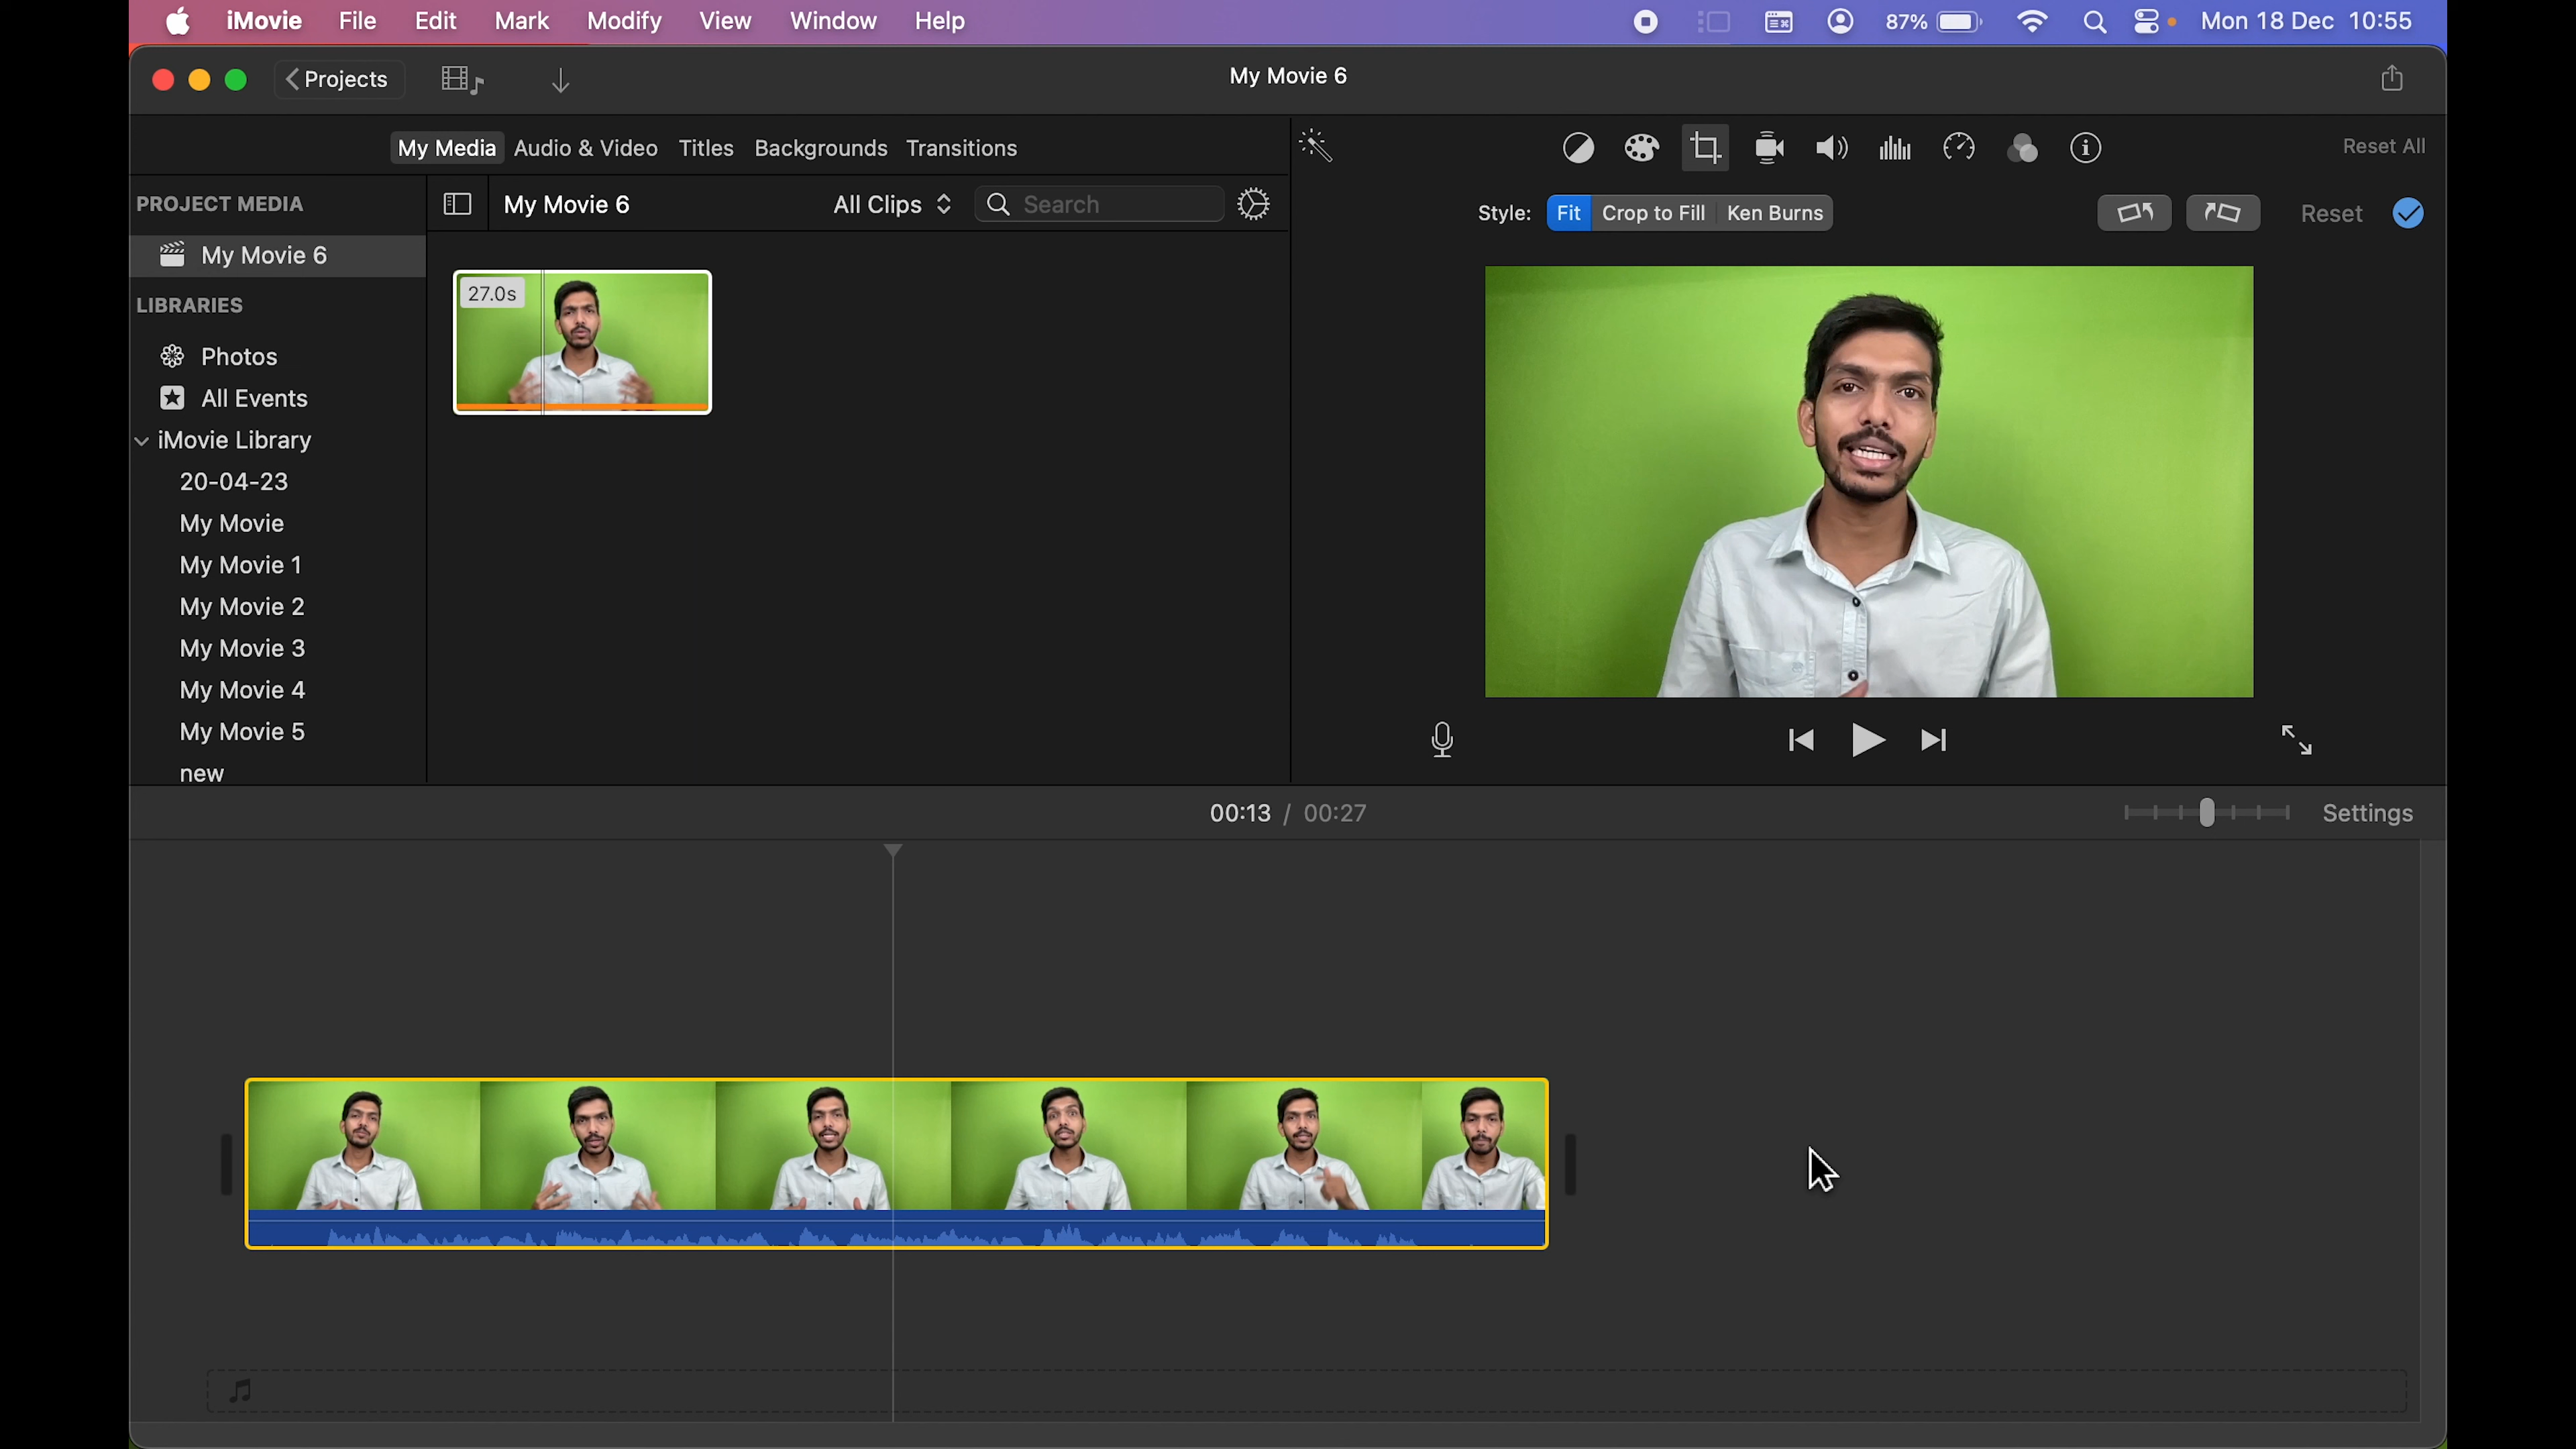 iMovie File Edit Mark Modify View Window Help 87% Mon 18 Dec 10:55
Projects
My Movie 6
My Media Audio & Video Titles Backgrounds Transitions
Reset All
PROJECT MEDIA
My Movie 6
All Clips
Search
Style: Fit Crop to Fill Ken Burns
Reset
My Movie 6
27.0s
LIBRARIES
Photos
All Events
iMovie Library
20-04-23
My Movie
My Movie 1
My Movie 2
My Movie 3
My Movie 4
My Movie 5
new
00:13 / 00:27
Settings